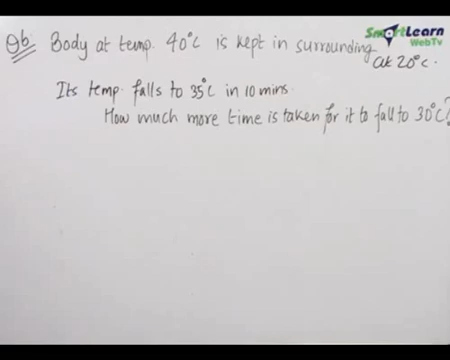 SmartLearn
WebTv
Q6 Body at temp. 40°C is kept in surrounding
at 20°C.
Its temp. falls to 35°C in 10 mins.
How much more time is taken for it to fall to 30°C?